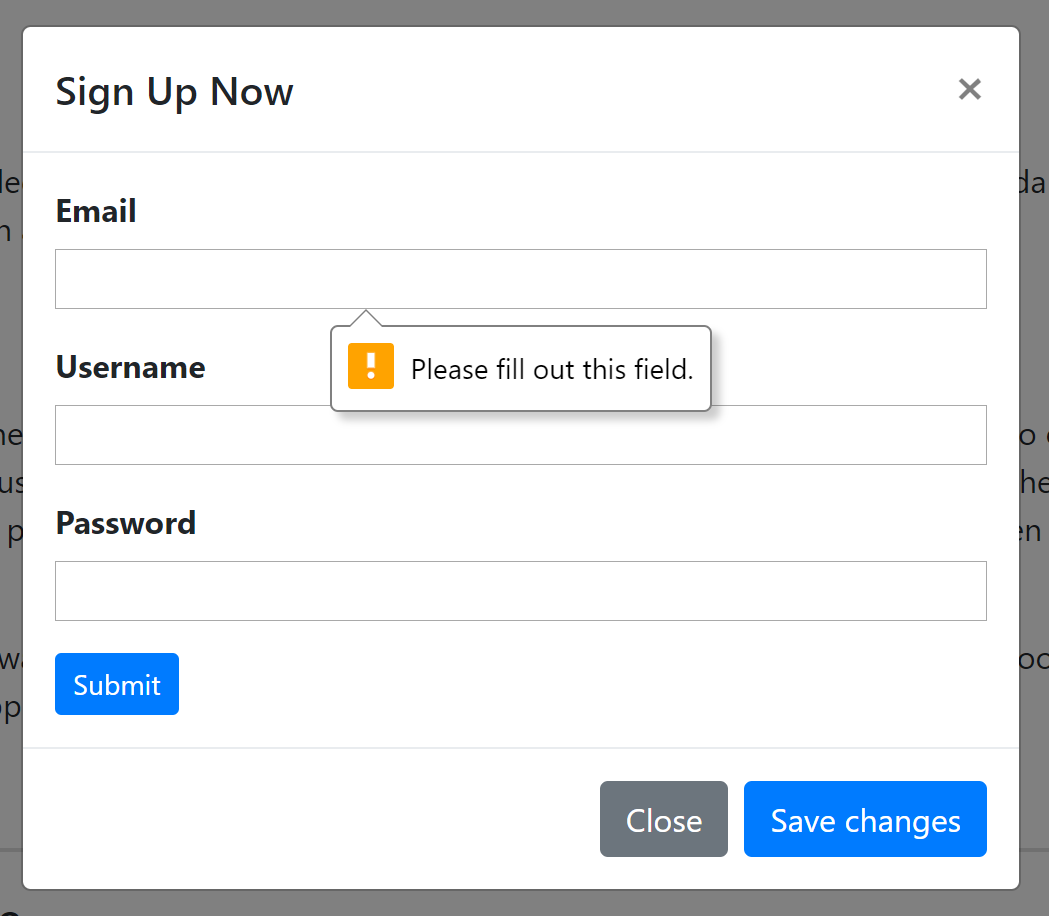 Sign Up Now ×
Email
Please fill out this field.
Username
Password
Submit
Close
Save changes